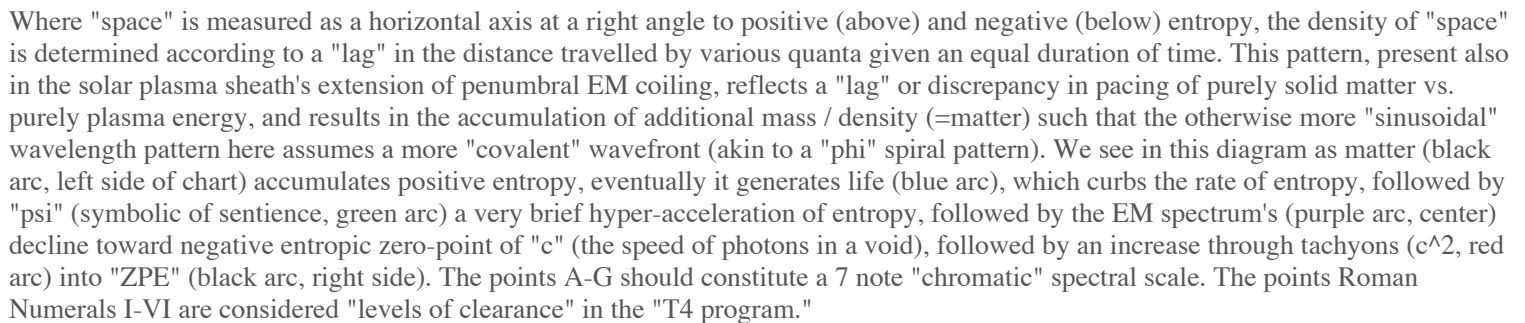 Where "space" is measured as a horizontal axis at a right angle to positive (above) and negative (below) entropy, the density of "space"
is determined according to a "lag" in the distance travelled by various quanta given an equal duration of time. This pattern, present also
in the solar plasma sheath's extension of penumbral EM coiling, reflects a "lag" or discrepancy in pacing of purely solid matter vs.
purely plasma energy, and results in the accumulation of additional mass / density (=matter) such that the otherwise more "sinusoidal"
wavelength pattern here assumes a more "covalent" wavefront (akin to a "phi" spiral pattern). We see in this diagram as matter (black
arc, left side of chart) accumulates positive entropy, eventually it generates life (blue arc), which curbs the rate of entropy, followed by
"psi" (symbolic of sentience, green arc) a very brief hyper-acceleration of entropy, followed by the EM spectrum's (purple arc, center)
decline toward negative entropic zero-point of "c" (the speed of photons in a void), followed by an increase through tachyons (c^2, red
arc) into "ZPE" (black arc, right side). The points A-G should constitute a 7 note "chromatic" spectral scale. The points Roman
Numerals I-VI are considered "levels of clearance" in the "T4 program."